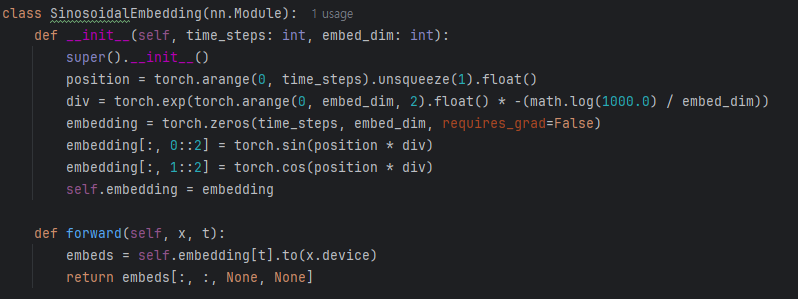 class SinosoidalEmbedding(nn.Module): 1 usage
    def __init__(self, time_steps: int, embed_dim: int):
        super().__init__()
        position = torch.arange(0, time_steps).unsqueeze(1).float()
        div = torch.exp(torch.arange(0, embed_dim, 2).float() * -(math.log(1000.0) / embed_dim))
        embedding = torch.zeros(time_steps, embed_dim, requires_grad=False)
        embedding[:, 0::2] = torch.sin(position * div)
        embedding[:, 1::2] = torch.cos(position * div)
        self.embedding = embedding

    def forward(self, x, t):
        embeds = self.embedding[t].to(x.device)
        return embeds[:, :, None, None]